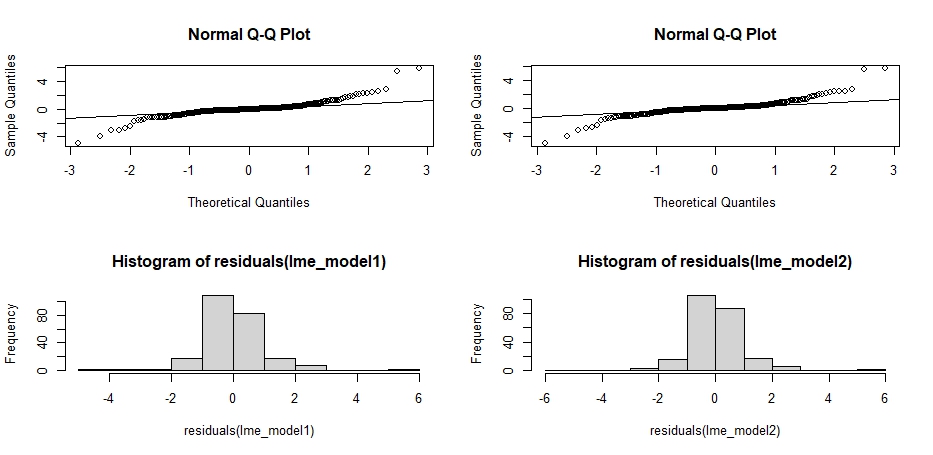 Normal Q-Q Plot
Sample Quantiles
-4 0 4
-3 -2 -1 0 1 2 3
Theoretical Quantiles
Normal Q-Q Plot
Sample Quantiles
-4 0 4
-3 -2 -1 0 1 2 3
Theoretical Quantiles
Histogram of residuals(lme_model1)
Frequency
0 40 80
-4 -2 0 2 4 6
residuals(lme_model1)
Histogram of residuals(lme_model2)
Frequency
0 40 80
-6 -4 -2 0 2 4 6
residuals(lme_model2)